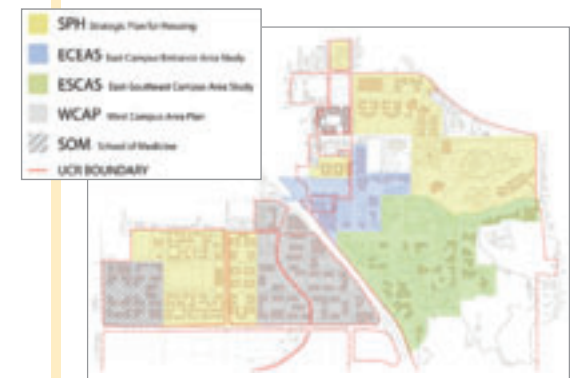 SPH Strategic Plan for Housing
ECEAS East Campus Entrance Area Study
ESCAS East-Southeast Campus Area Study
WCAP West Campus Area Plan
SOM School of Medicine
UCR BOUNDARY